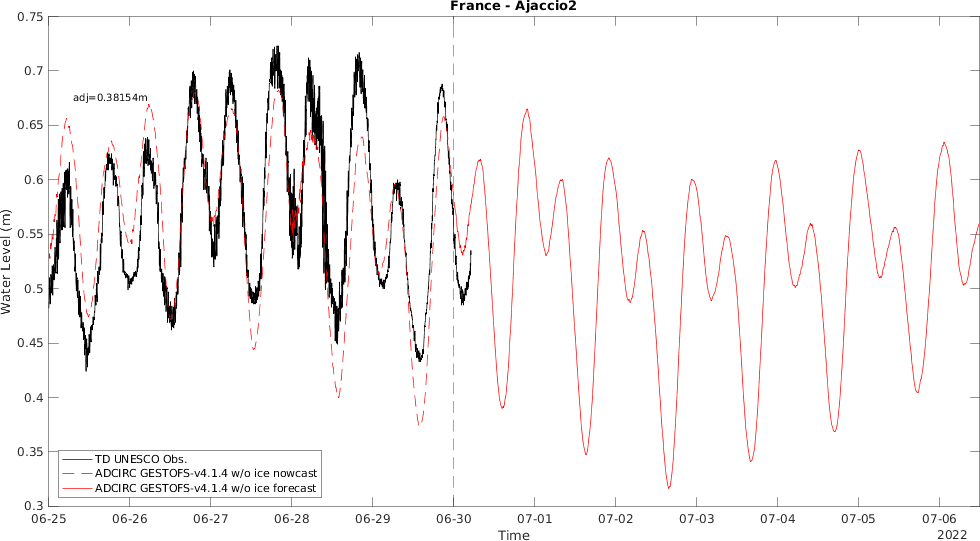 France - Ajaccio2
0.75
0.7
0.65
0.6
0.55
0.5
0.45
0.4
0.35
0.3
Water Level (m)
adj=0.38154m
TD UNESCO Obs.
ADCIRC GESTOFS-v4.1.4 w/o ice nowcast
ADCIRC GESTOFS-v4.1.4 w/o ice forecast
06-25 06-26 06-27 06-28 06-29 06-30 07-01 07-02 07-03 07-04 07-05 07-06
Time
2022